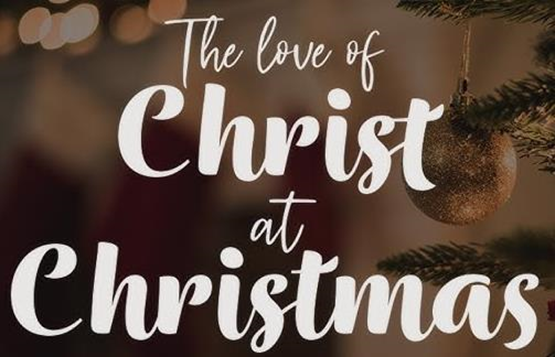 The love of
Christ
at
Christmas